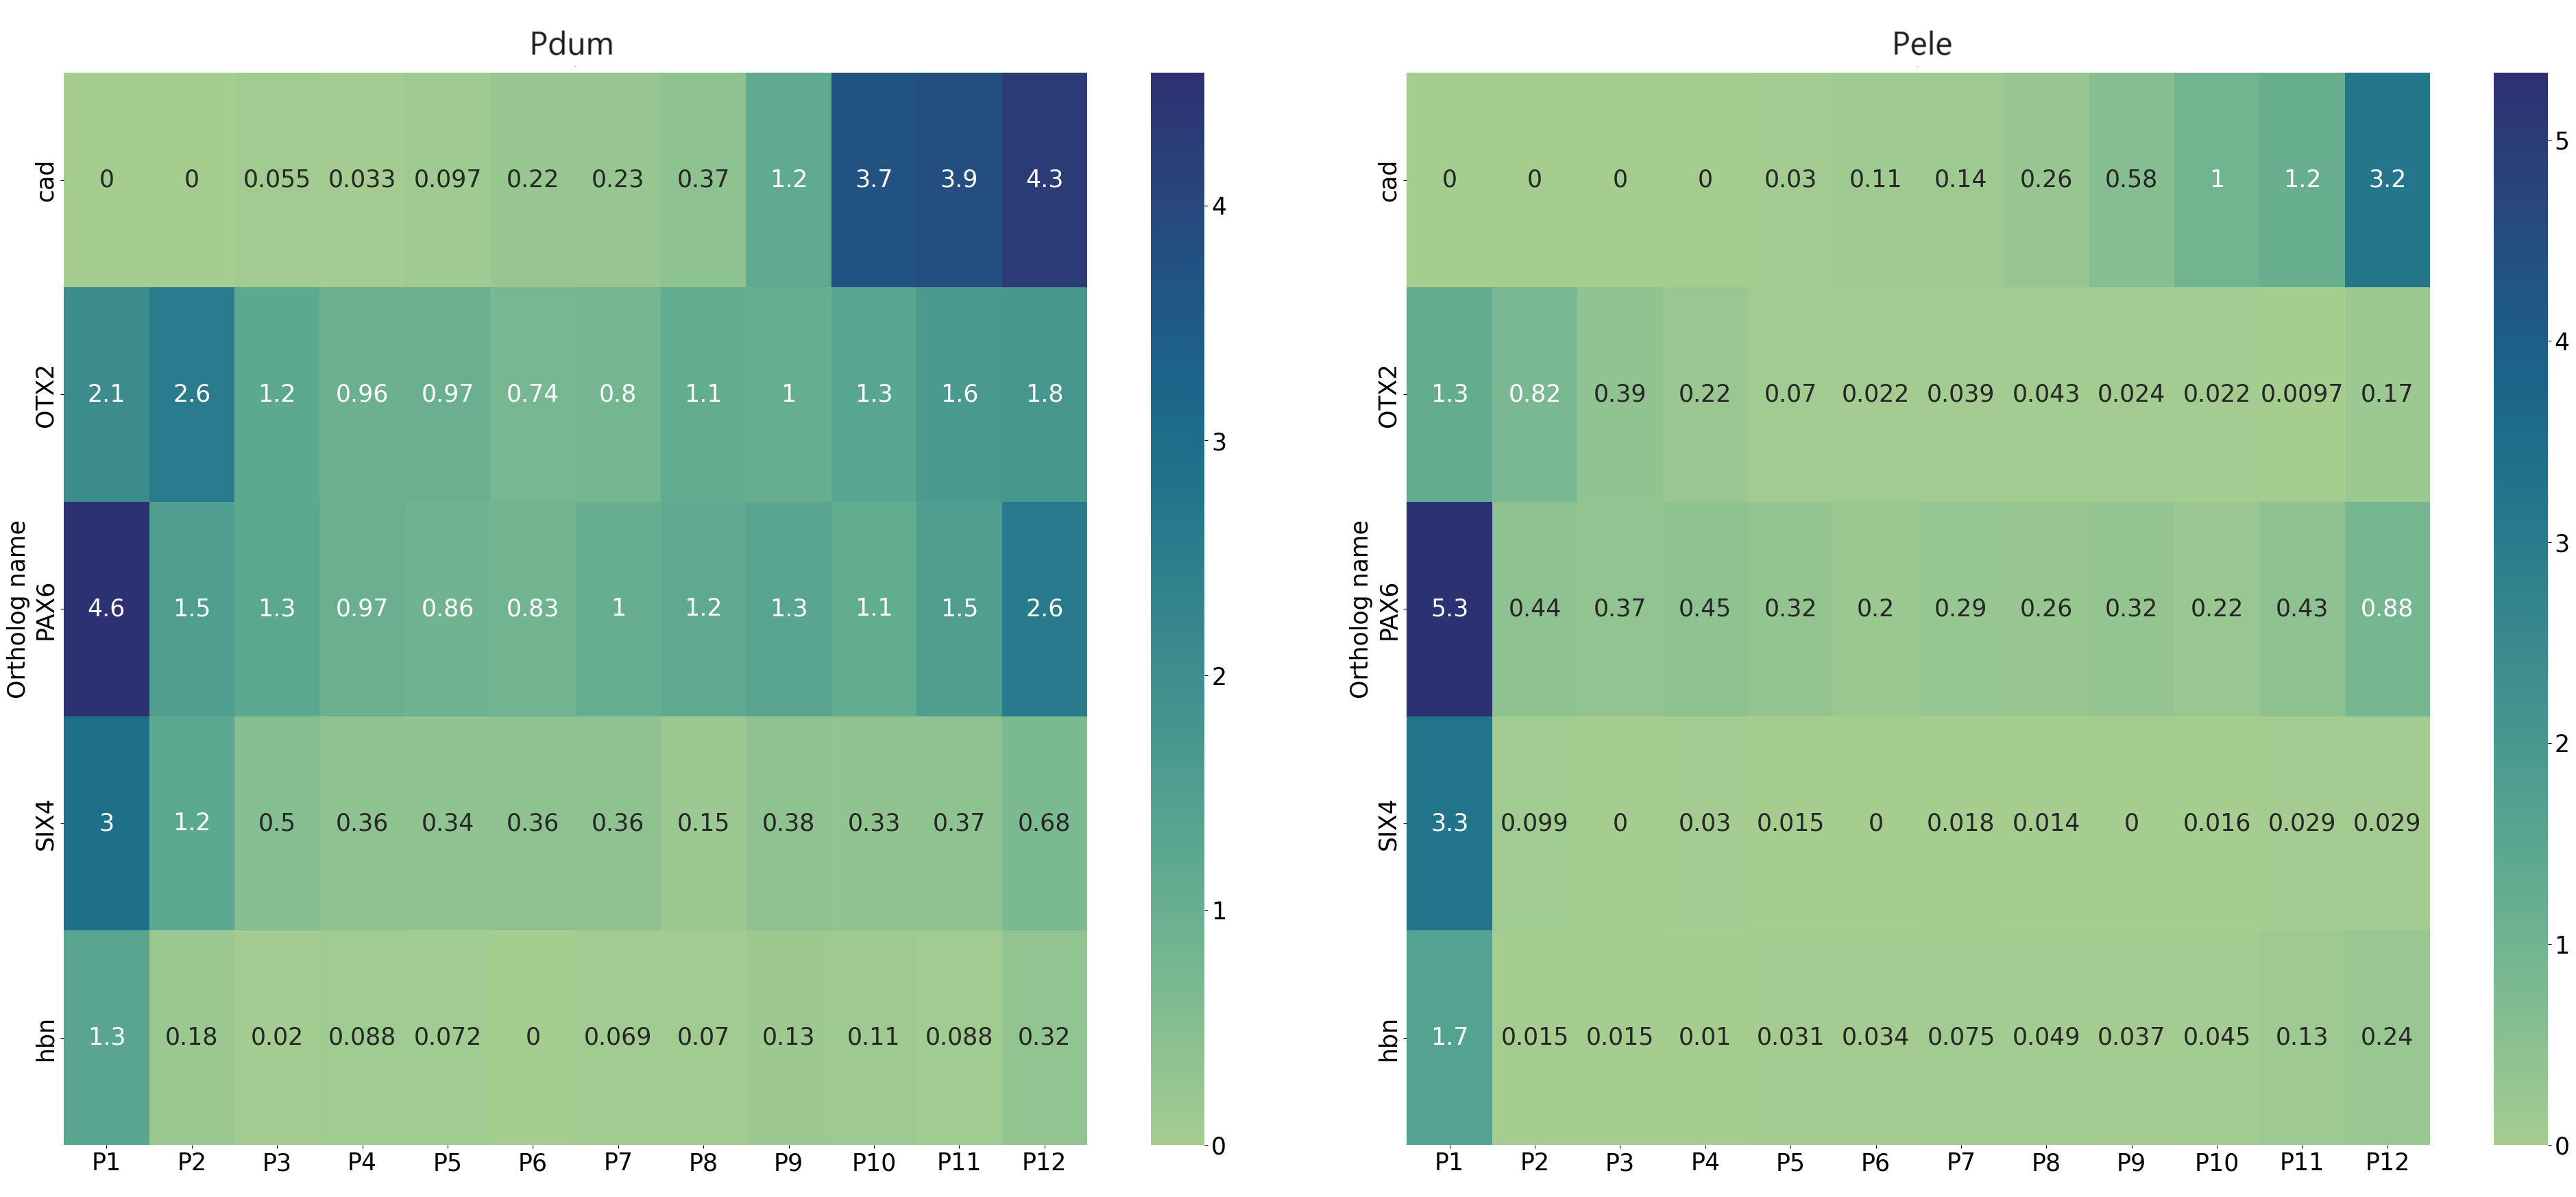 Pdum
cad 0 0 0.055 0.033 0.097 0.22 0.23 0.37 1.2 3.7 3.9 4.3
OTX2 2.1 2.6 1.2 0.96 0.97 0.74 0.8 1.1 1 1.3 1.6 1.8
Ortholog name
PAX6 4.6 1.5 1.3 0.97 0.86 0.83 1 1.2 1.3 1.1 1.5 2.6
SIX4 3 1.2 0.5 0.36 0.34 0.36 0.36 0.15 0.38 0.33 0.37 0.68
hbn 1.3 0.18 0.02 0.088 0.072 0 0.069 0.07 0.13 0.11 0.088 0.32
P1 P2 P3 P4 P5 P6 P7 P8 P9 P10 P11 P12
4
3
2
1
0
Pele
cad 0 0 0 0 0.03 0.11 0.14 0.26 0.58 1 1.2 3.2
OTX2 1.3 0.82 0.39 0.22 0.07 0.022 0.039 0.043 0.024 0.022 0.0097 0.17
Ortholog name
PAX6 5.3 0.44 0.37 0.45 0.32 0.2 0.29 0.26 0.32 0.22 0.43 0.88
SIX4 3.3 0.099 0 0.03 0.015 0 0.018 0.014 0 0.016 0.029 0.029
hbn 1.7 0.015 0.015 0.01 0.031 0.034 0.075 0.049 0.037 0.045 0.13 0.24
P1 P2 P3 P4 P5 P6 P7 P8 P9 P10 P11 P12
5
4
3
2
1
0